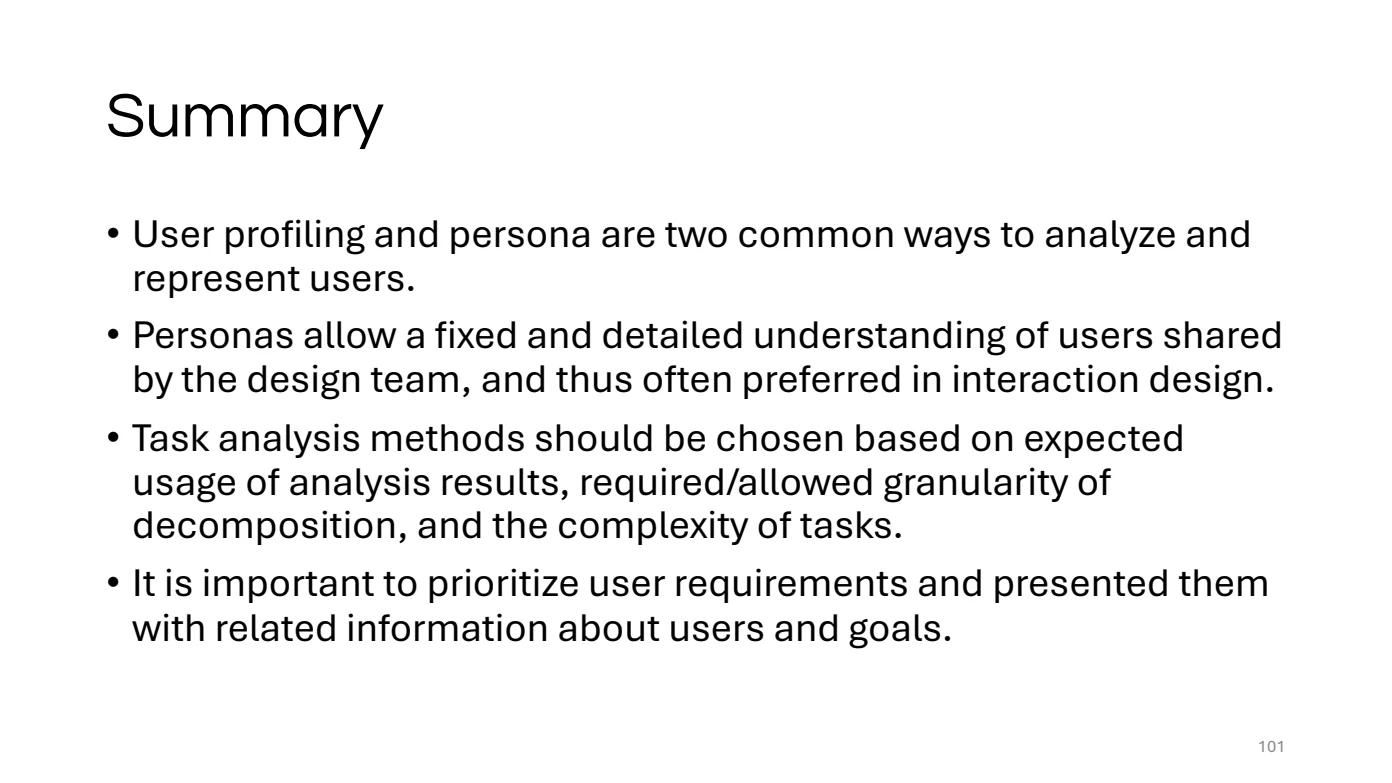 Summary
• User profiling and persona are two common ways to analyze and
represent users.
• Personas allow a fixed and detailed understanding of users shared
by the design team, and thus often preferred in interaction design.
• Task analysis methods should be chosen based on expected
usage of analysis results, required/allowed granularity of
decomposition, and the complexity of tasks.
• It is important to prioritize user requirements and presented them
with related information about users and goals.
101